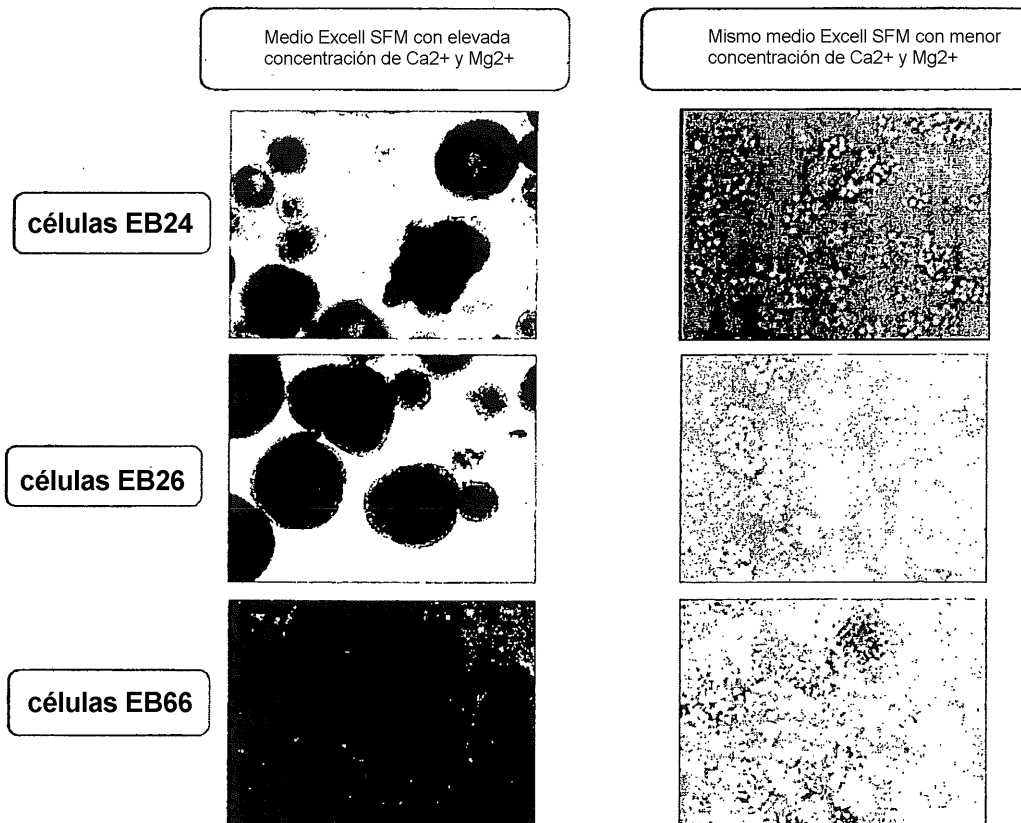 Medio Excell SFM con elevada
concentración de Ca2+ y Mg2+
Mismo medio Excell SFM con menor
concentración de Ca2+ y Mg2+
células EB24
células EB26
células EB66